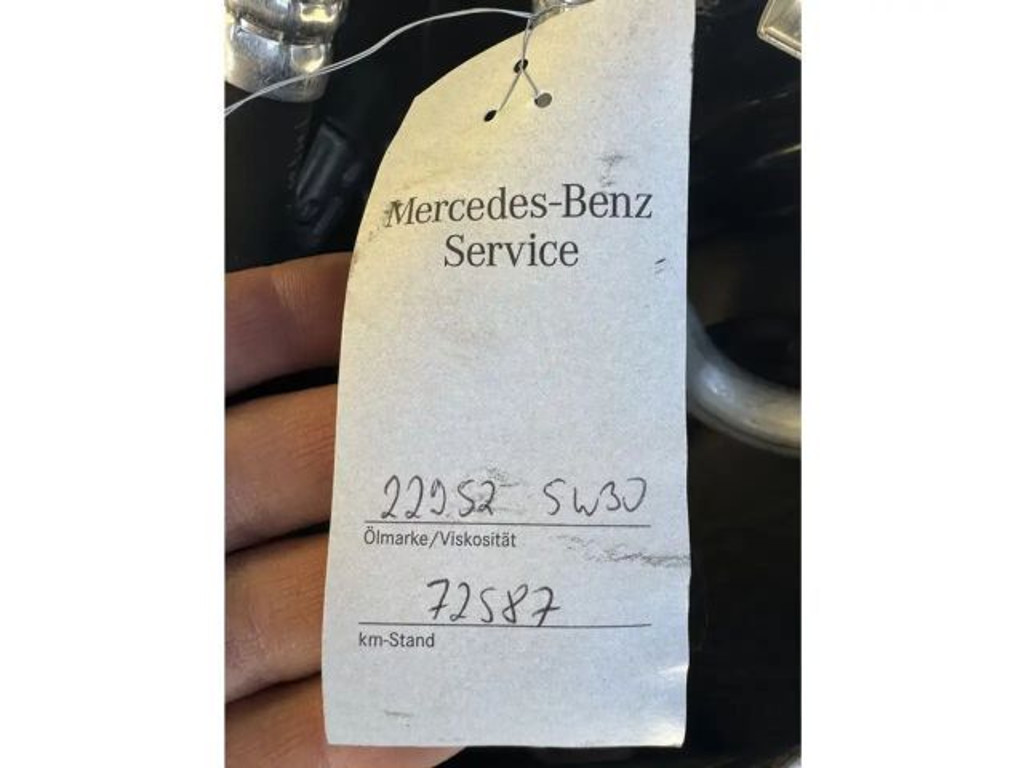 Mercedes-Benz
Service
229.52 5W30
Ölmarke/Viskosität
72587
km-Stand